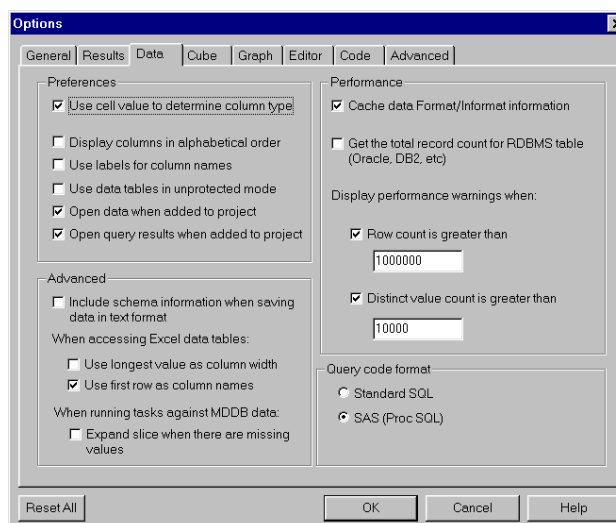 Options
General Results Data Cube Graph Editor Code Advanced
Preferences
Use cell value to determine column type
Display columns in alphabetical order
Use labels for column names
Use data tables in unprotected mode
Open data when added to project
Open query results when added to project
Advanced
Include schema information when saving
data in text format
When accessing Excel data tables:
Use longest value as column width
Use first row as column names
When running tasks against MDDB data:
Expand slice when there are missing
values
Performance
Cache data Format/Informat information
Get the total record count for RDBMS table
(Oracle, DB2, etc)
Display performance warnings when:
Row count is greater than
1000000
Distinct value count is greater than
10000
Query code format
Standard SQL
SAS (Proc SQL)
Reset All OK Cancel Help